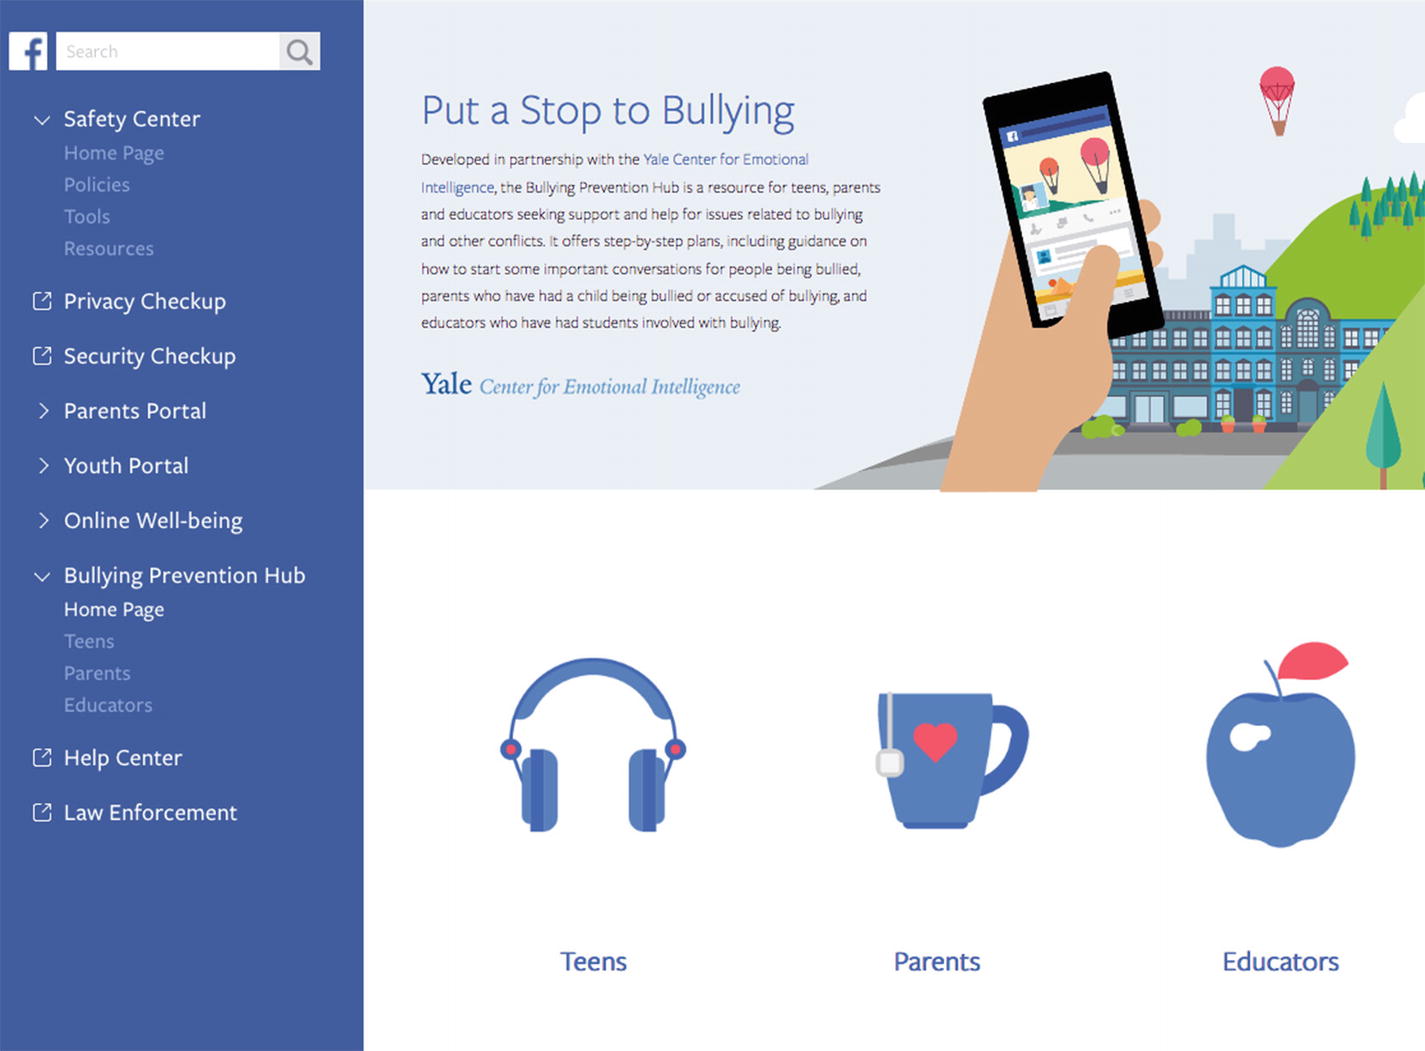 f
Search
Safety Center
Home Page
Policies
Tools
Resources
Privacy Checkup
Security Checkup
Parents Portal
Youth Portal
Online Well-being
Bullying Prevention Hub
Home Page
Teens
Parents
Educators
Help Center
Law Enforcement
Put a Stop to Bullying
Developed in partnership with the Yale Center for Emotional
Intelligence, the Bullying Prevention Hub is a resource for teens, parents
and educators seeking support and help for issues related to bullying
and other conflicts. It offers step-by-step plans, including guidance on
how to start some important conversations for people being bullied,
parents who have had a child being bullied or accused of bullying, and
educators who have had students involved with bullying.
Yale Center for Emotional Intelligence
f
Teens
Parents
Educators